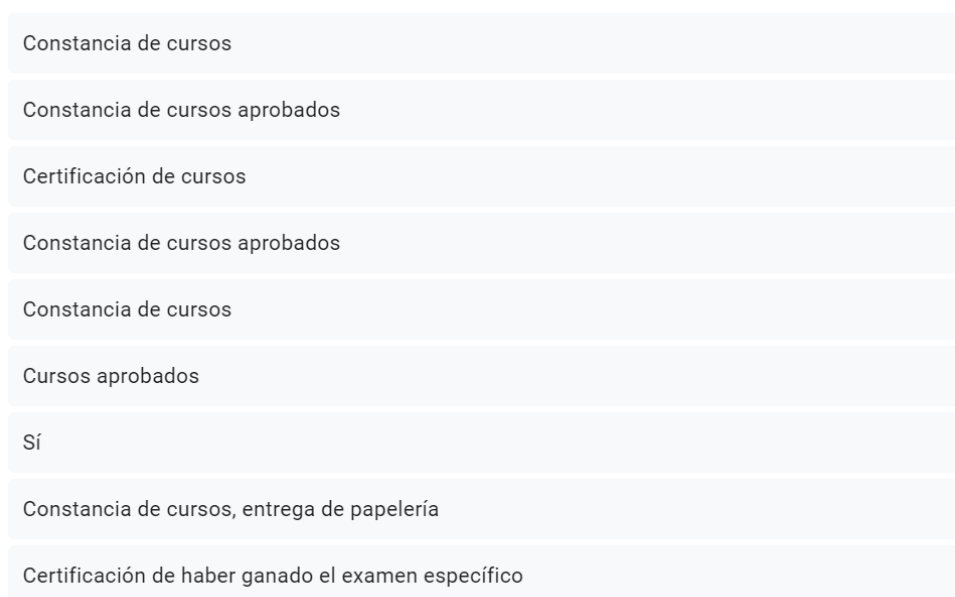 Constancia de cursos
Constancia de cursos aprobados
Certificación de cursos
Constancia de cursos aprobados
Constancia de cursos
Cursos aprobados
Sí
Constancia de cursos, entrega de papelería
Certificación de haber ganado el examen específico